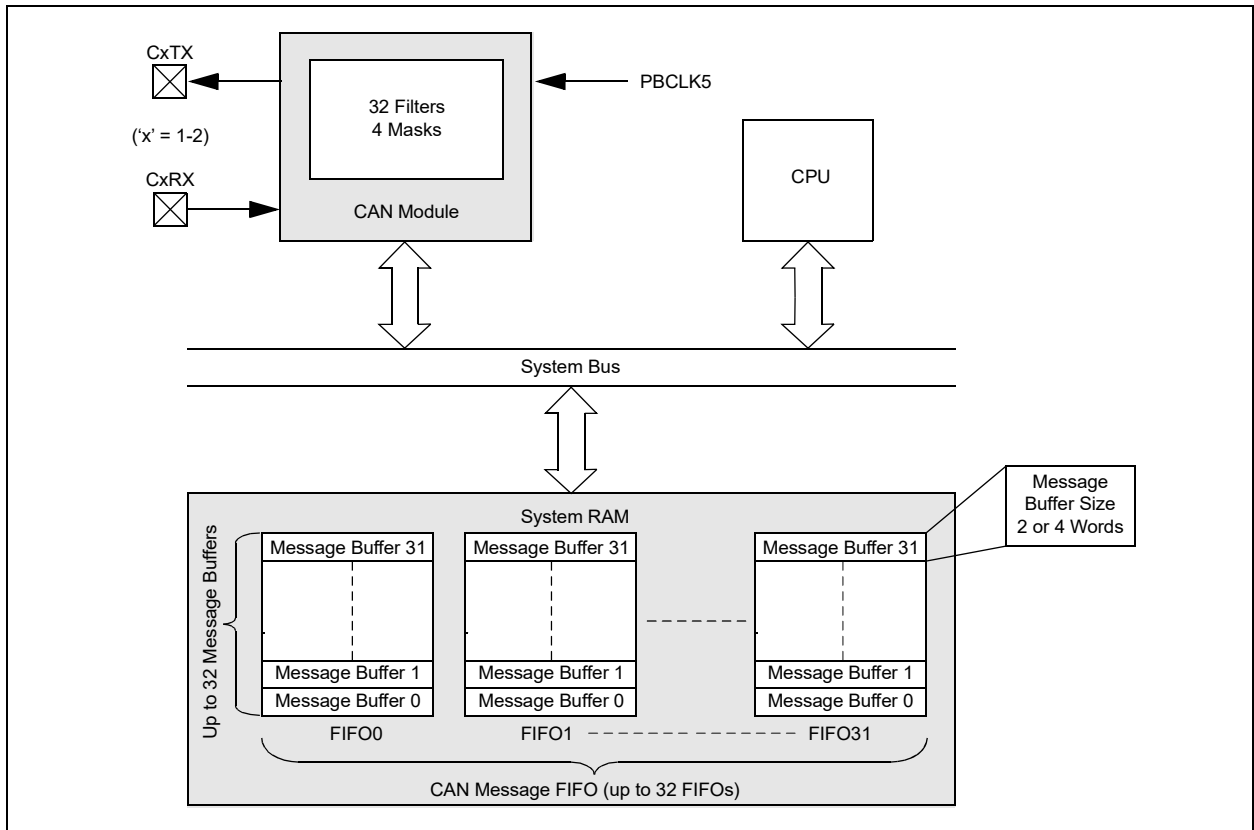 CxTX
PBCLK5
32 Filters
4 Masks
(‘x’ = 1-2)
CPU
CxRX
CAN Module
System Bus
Message
Buffer Size
2 or 4 Words
System RAM
Up to 32 Message Buffers
Message Buffer 31
Message Buffer 31
Message Buffer 31
Message Buffer 1
Message Buffer 1
Message Buffer 1
Message Buffer 0
Message Buffer 0
Message Buffer 0
FIFO0
FIFO1
FIFO31
CAN Message FIFO (up to 32 FIFOs)